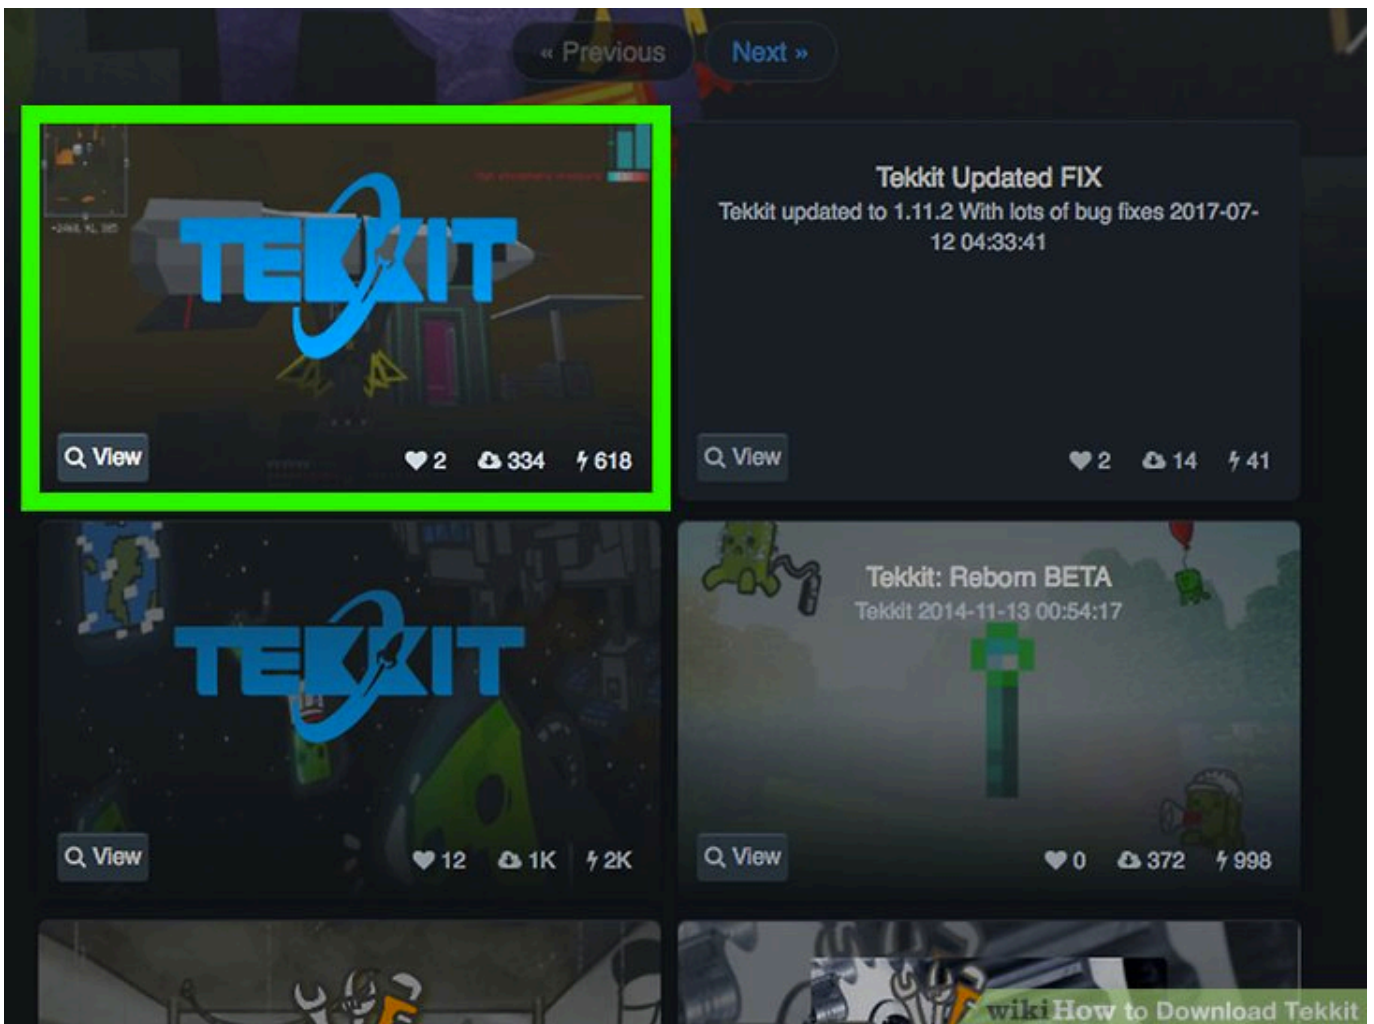 « Previous
Next »
TEKKIT
View
2
334
618
Tekkit Updated FIX
Tekkit updated to 1.11.2 With lots of bug fixes 2017-07-
12 04:33:41
View
2
14
41
TEKKIT
View
12
1K
2K
Tekkit: Reborn BETA
Tekkit 2014-11-13 00:54:17
View
0
372
998
wikiHow to Download Tekkit